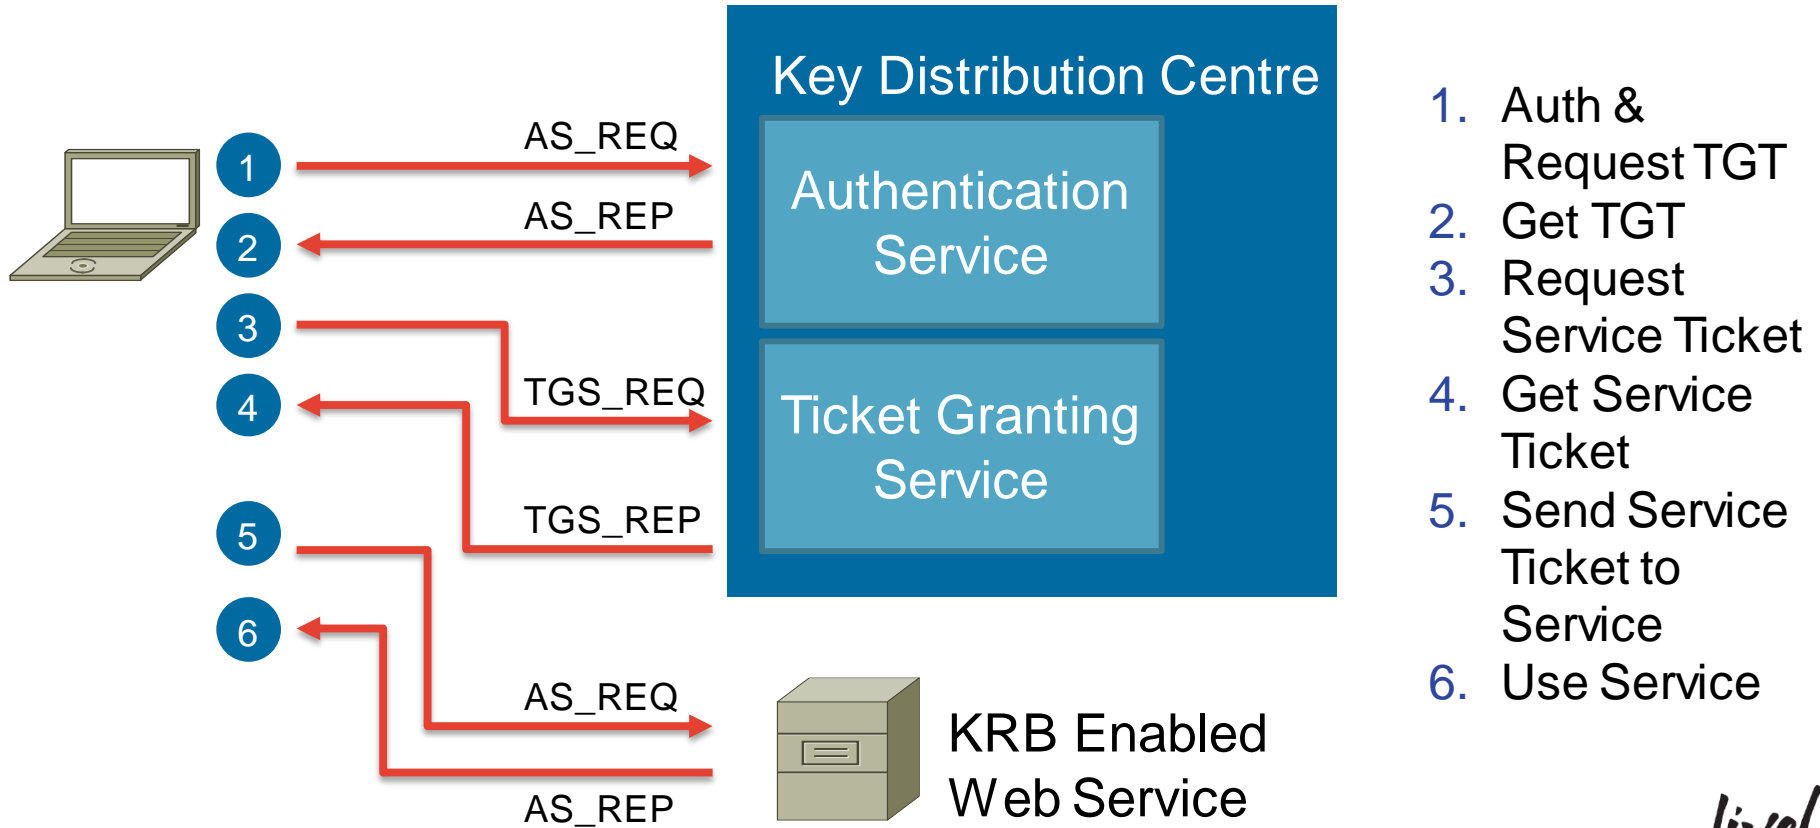 Key Distribution Centre
1
AS_REQ
2
AS_REP
Authentication
Service
3
TGS_REQ
4
TGS_REP
Ticket Granting
Service
5
AS_REQ
6
AS_REP
KRB Enabled
Web Service
1. Auth &
Request TGT
2. Get TGT
3. Request
Service Ticket
4. Get Service
Ticket
5. Send Service
Ticket to
Service
6. Use Service